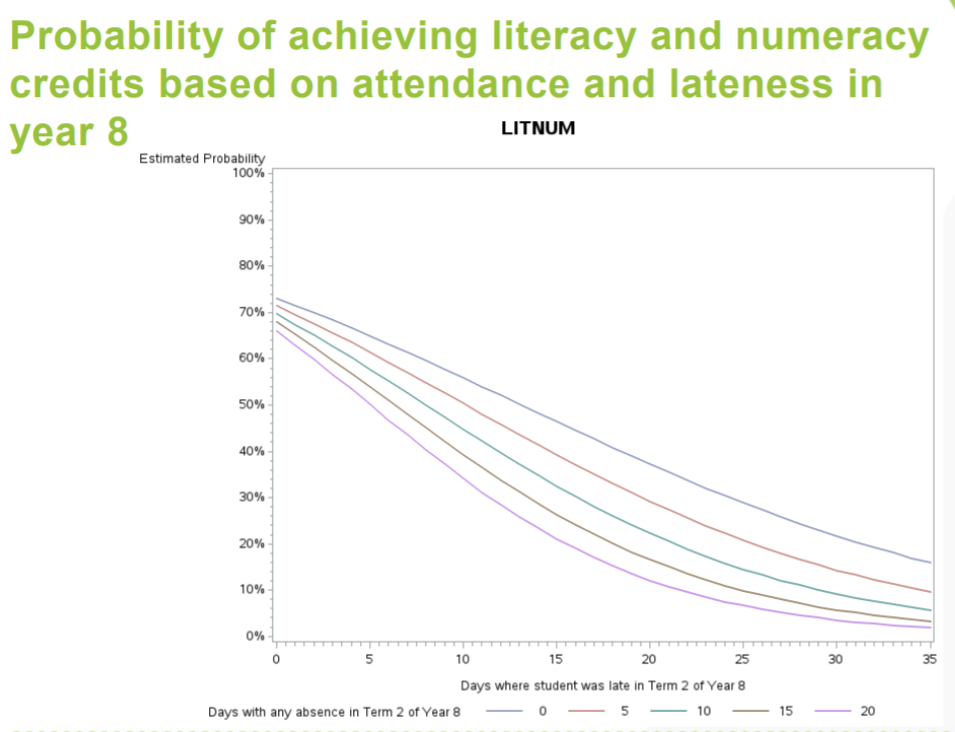 Probability of achieving literacy and numeracy
credits based on attendance and lateness in
year 8
LITNUM
Estimated Probability
100%
90%
80%
70%
60%
50%
40%
30%
20%
10%
0%
0 5 10 15 20 25 30 35
Days where student was late in Term 2 of Year 8
Days with any absence in Term 2 of Year 8 0 5 10 15 20